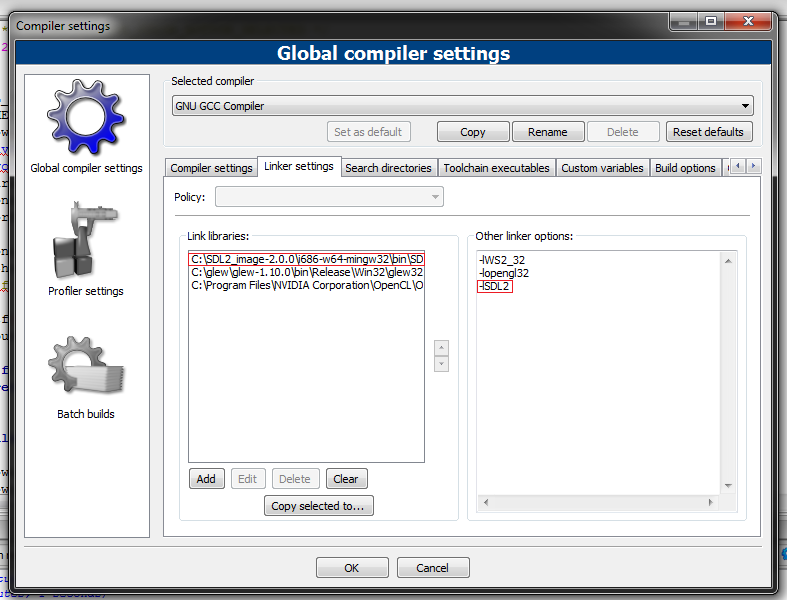 Compiler settings
Global compiler settings
Global compiler settings
Profiler settings
Batch builds
Selected compiler
GNU GCC Compiler
Set as default Copy Rename Delete Reset defaults
Compiler settings Linker settings Search directories Toolchain executables Custom variables Build options
Policy:
Link libraries:
C:\SDL2_image-2.0.0\i686-w64-mingw32\bin\SD
C:\glew\glew-1.10.0\bin\Release\Win32\glew32
C:\Program Files\NVIDIA Corporation\OpenCL\O
Add Edit Delete Clear
Copy selected to...
Other linker options:
-lWS2_32
-lopengl32
-lSDL2
OK Cancel